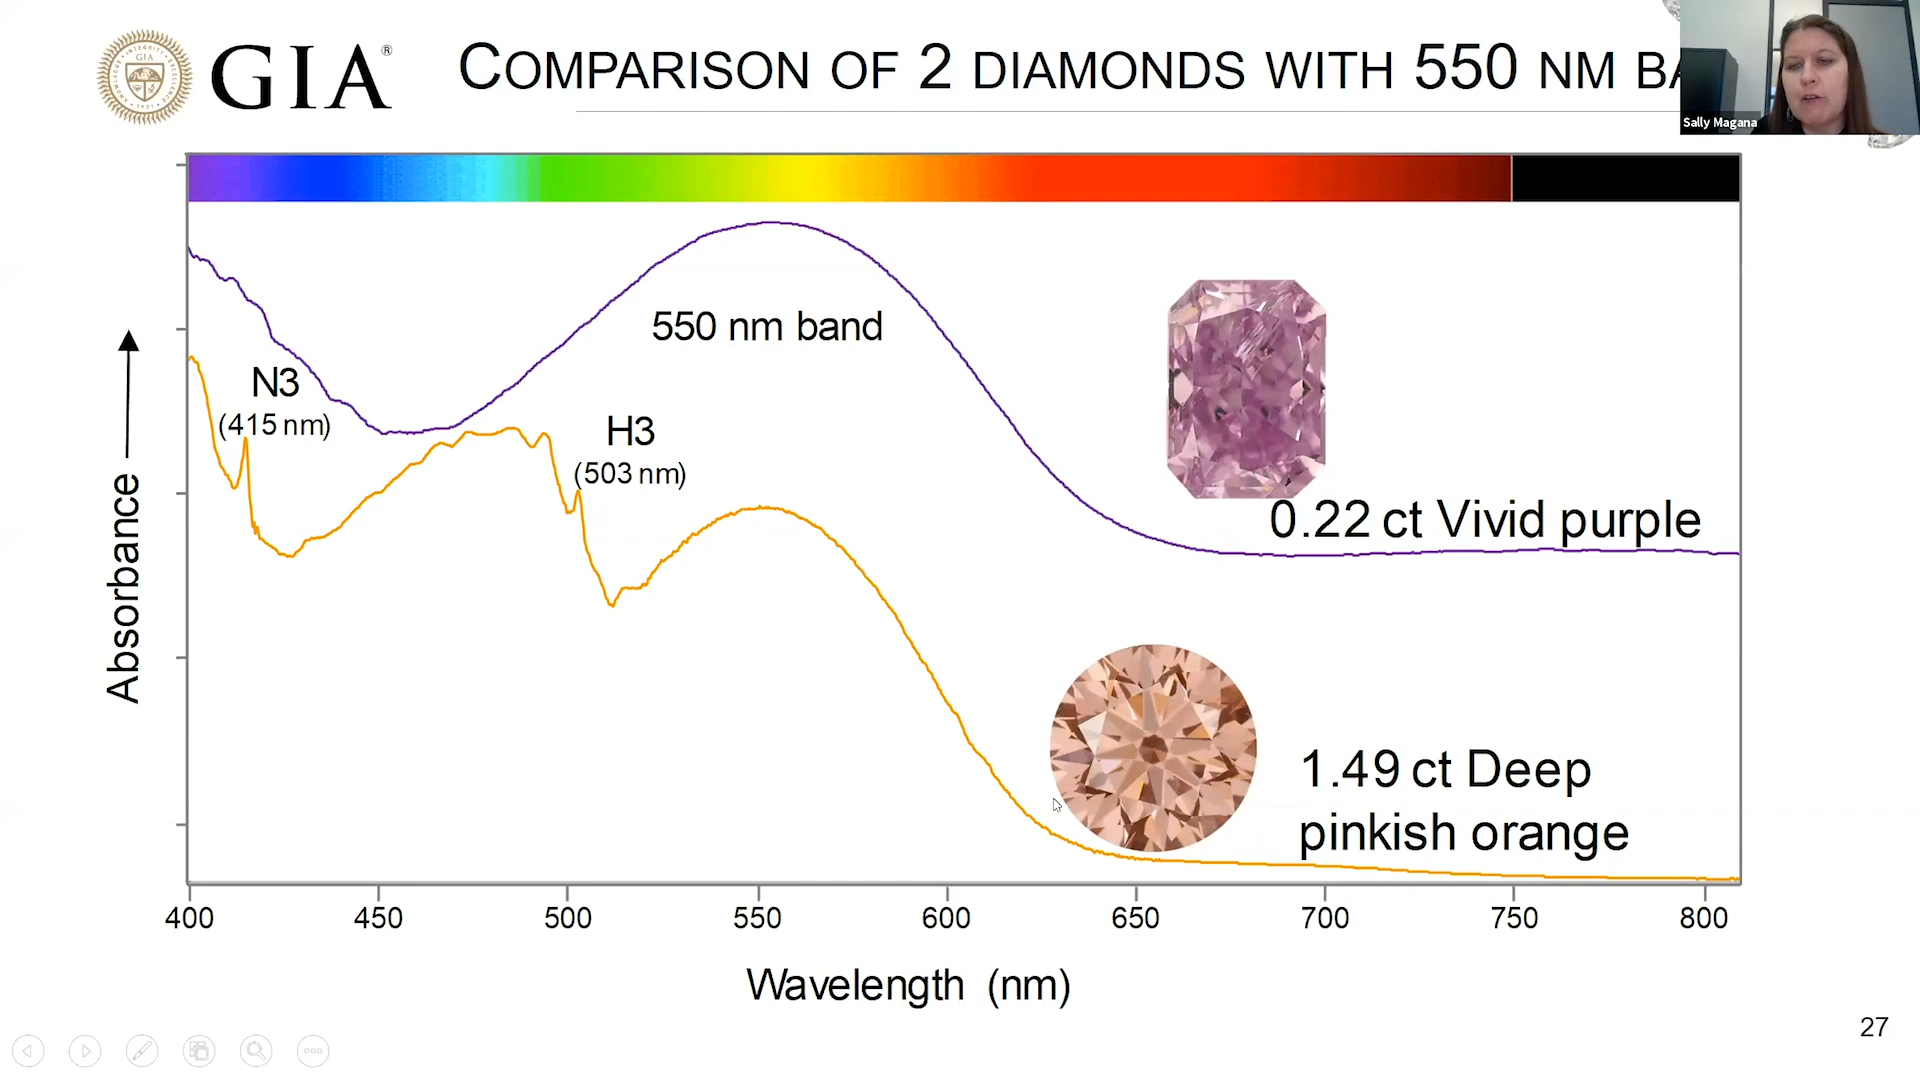 GIA®
COMPARISON OF 2 DIAMONDS WITH 550 NM
Sally Magana
550 nm band
N3
(415 nm)
H3
(503 nm)
0.22 ct Vivid purple
1.49 ct Deep
pinkish orange
Absorbance
400 450 500 550 600 650 700 750 800
Wavelength (nm)
27